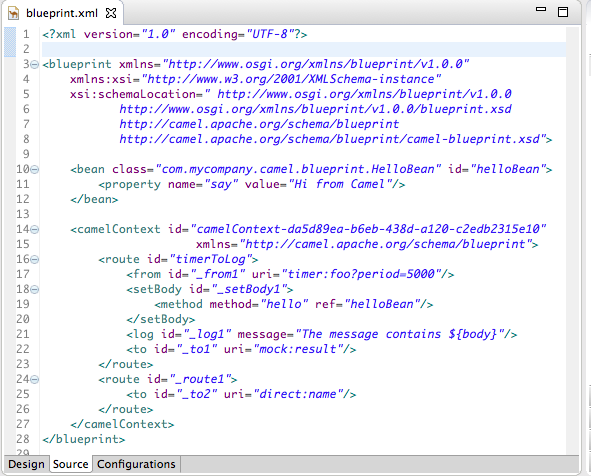 blueprint.xml
1 <?xml version="1.0" encoding="UTF-8"?>
2
3 <blueprint xmlns="http://www.osgi.org/xmlns/blueprint/v1.0.0"
4 xmlns:xsi="http://www.w3.org/2001/XMLSchema-instance"
5 xsi:schemaLocation=" http://www.osgi.org/xmlns/blueprint/v1.0.0
6 http://www.osgi.org/xmlns/blueprint/v1.0.0/blueprint.xsd
7 http://camel.apache.org/schema/blueprint
8 http://camel.apache.org/schema/blueprint/camel-blueprint.xsd">
9
10 <bean class="com.mycompany.camel.blueprint.HelloBean" id="helloBean">
11 <property name="say" value="Hi from Camel"/>
12 </bean>
13
14 <camelContext id="camelContext-da5d89ea-b6eb-438d-a120-c2edb2315e10"
15 xmlns="http://camel.apache.org/schema/blueprint">
16 <route id="timerToLog">
17 <from id="_from1" uri="timer:foo?period=5000"/>
18 <setBody id="_setBody1">
19 <method method="hello" ref="helloBean"/>
20 </setBody>
21 <log id="_log1" message="The message contains ${body}"/>
22 <to id="_to1" uri="mock:result"/>
23 </route>
24 <route id="_route1">
25 <to id="_to2" uri="direct:name"/>
26 </route>
27 </camelContext>
28 </blueprint>
29
Design Source Configurations